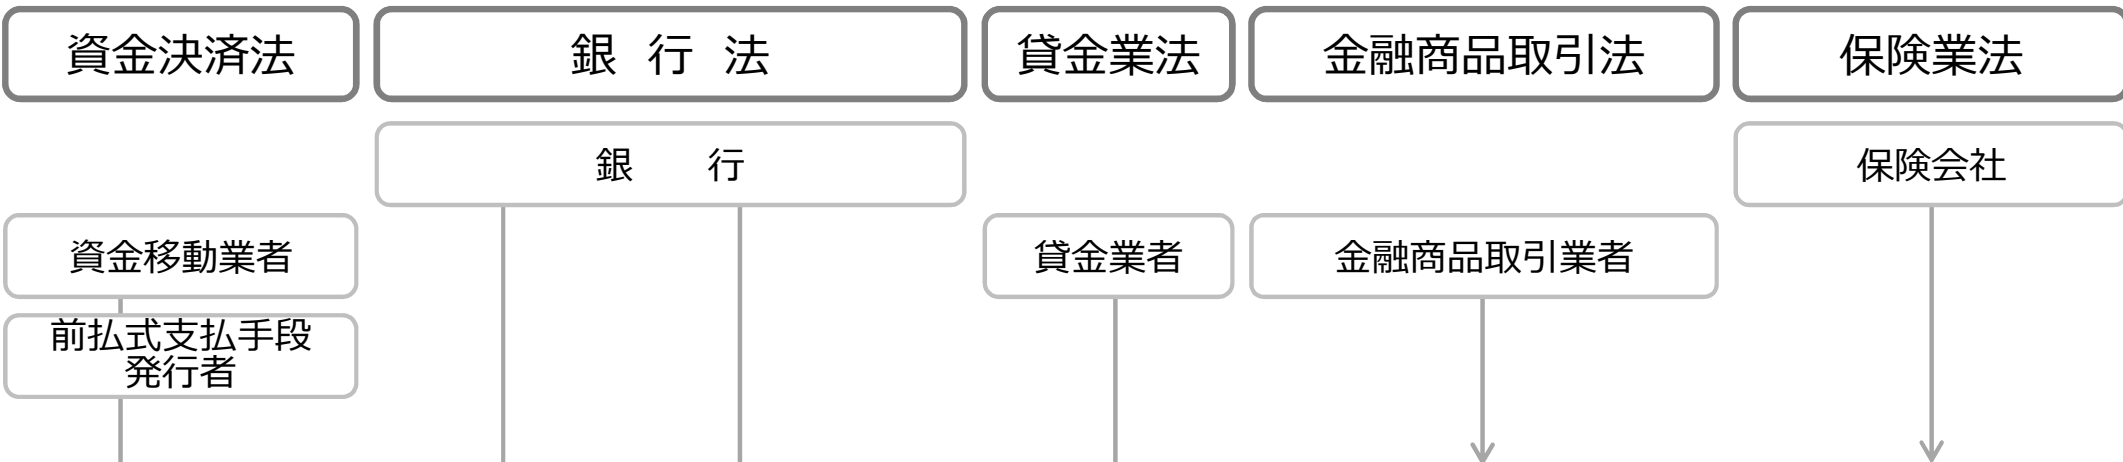 資金決済法
銀 行 法
貸金業法
金融商品取引法
保険業法
銀 行
保険会社
資金移動業者
貸金業者
金融商品取引業者
前払式支払手段
発行者